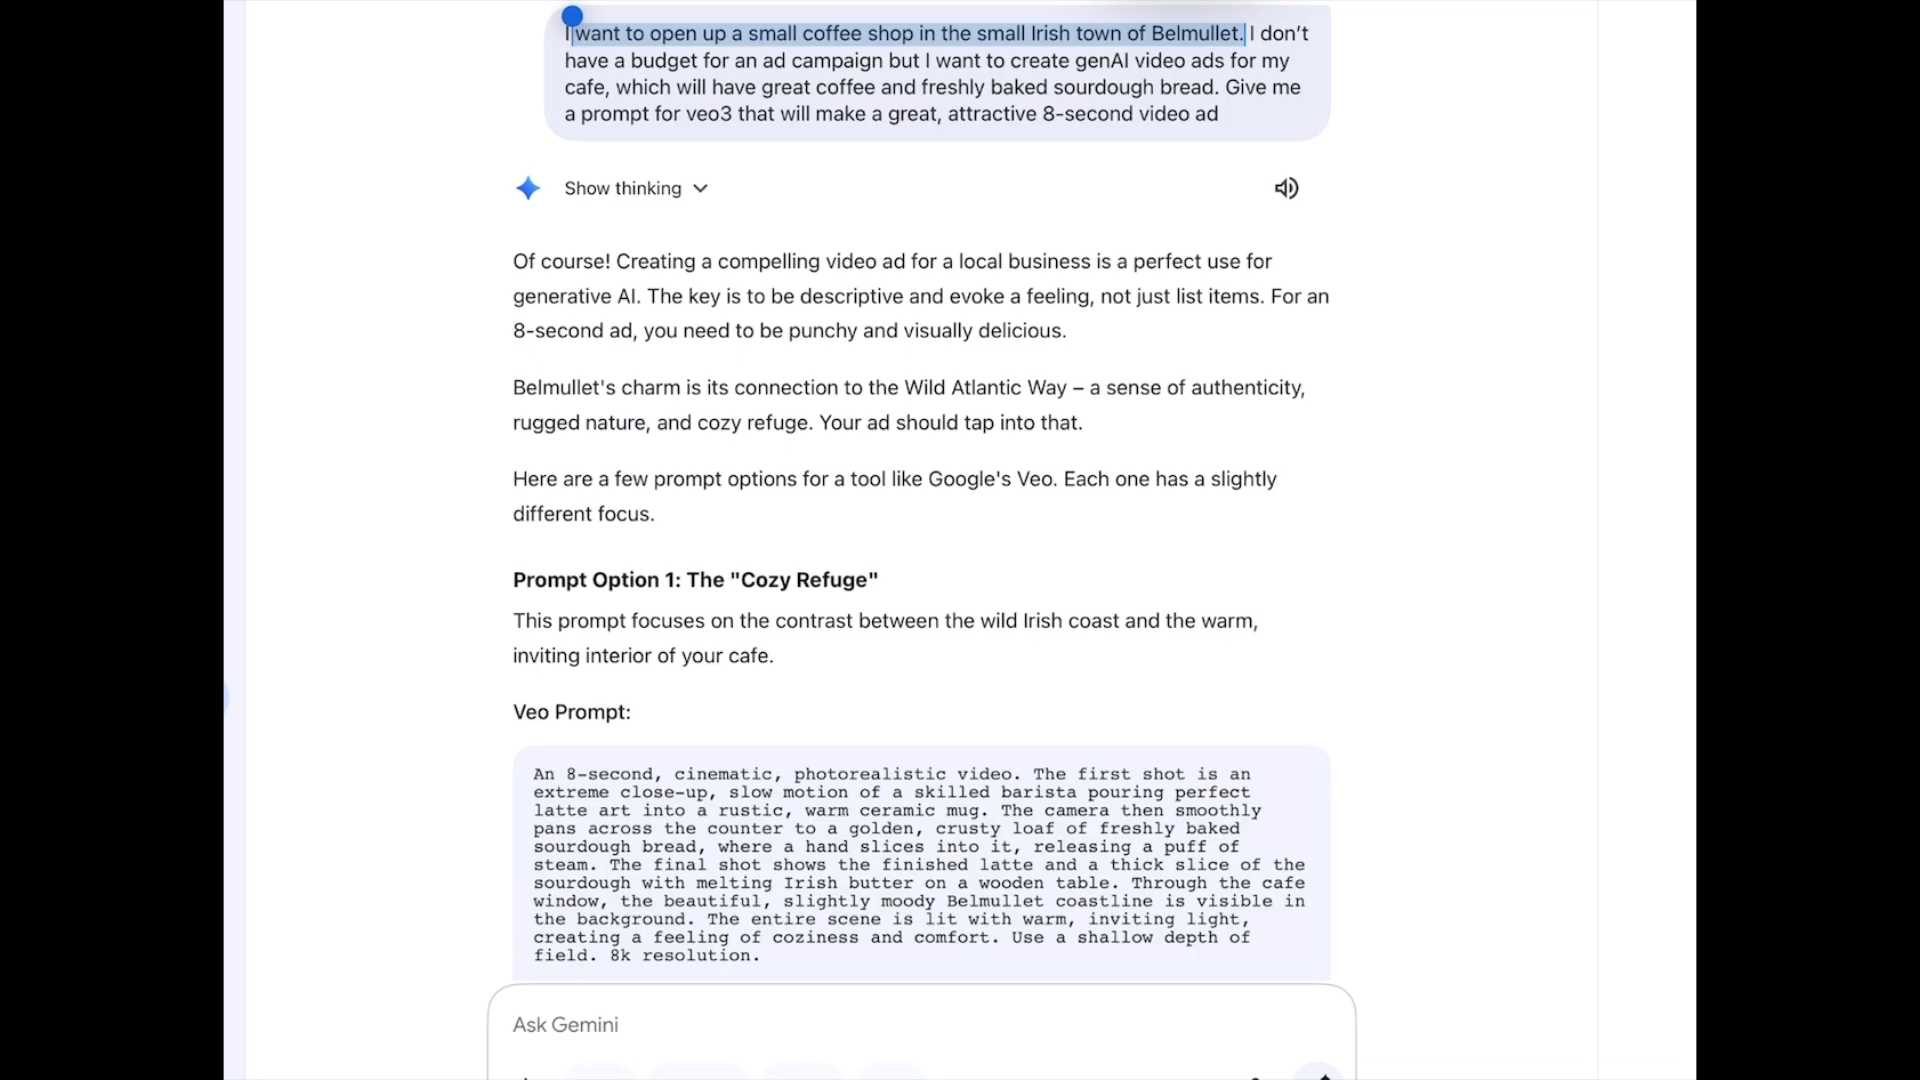 I want to open up a small coffee shop in the small Irish town of Belmullet. I don’t
have a budget for an ad campaign but I want to create genAI video ads for my
cafe, which will have great coffee and freshly baked sourdough bread. Give me
a prompt for veo3 that will make a great, attractive 8-second video ad
Show thinking
Of course! Creating a compelling video ad for a local business is a perfect use for
generative AI. The key is to be descriptive and evoke a feeling, not just list items. For an
8-second ad, you need to be punchy and visually delicious.
Belmullet's charm is its connection to the Wild Atlantic Way – a sense of authenticity,
rugged nature, and cozy refuge. Your ad should tap into that.
Here are a few prompt options for a tool like Google's Veo. Each one has a slightly
different focus.
Prompt Option 1: The "Cozy Refuge"
This prompt focuses on the contrast between the wild Irish coast and the warm,
inviting interior of your cafe.
Veo Prompt:
An 8-second, cinematic, photorealistic video. The first shot is an
extreme close-up, slow motion of a skilled barista pouring perfect
latte art into a rustic, warm ceramic mug. The camera then smoothly
pans across the counter to a golden, crusty loaf of freshly baked
sourdough bread, where a hand slices into it, releasing a puff of
steam. The final shot shows the finished latte and a thick slice of the
sourdough with melting Irish butter on a wooden table. Through the cafe
window, the beautiful, slightly moody Belmullet coastline is visible in
the background. The entire scene is lit with warm, inviting light,
creating a feeling of coziness and comfort. Use a shallow depth of
field. 8k resolution.
Ask Gemini